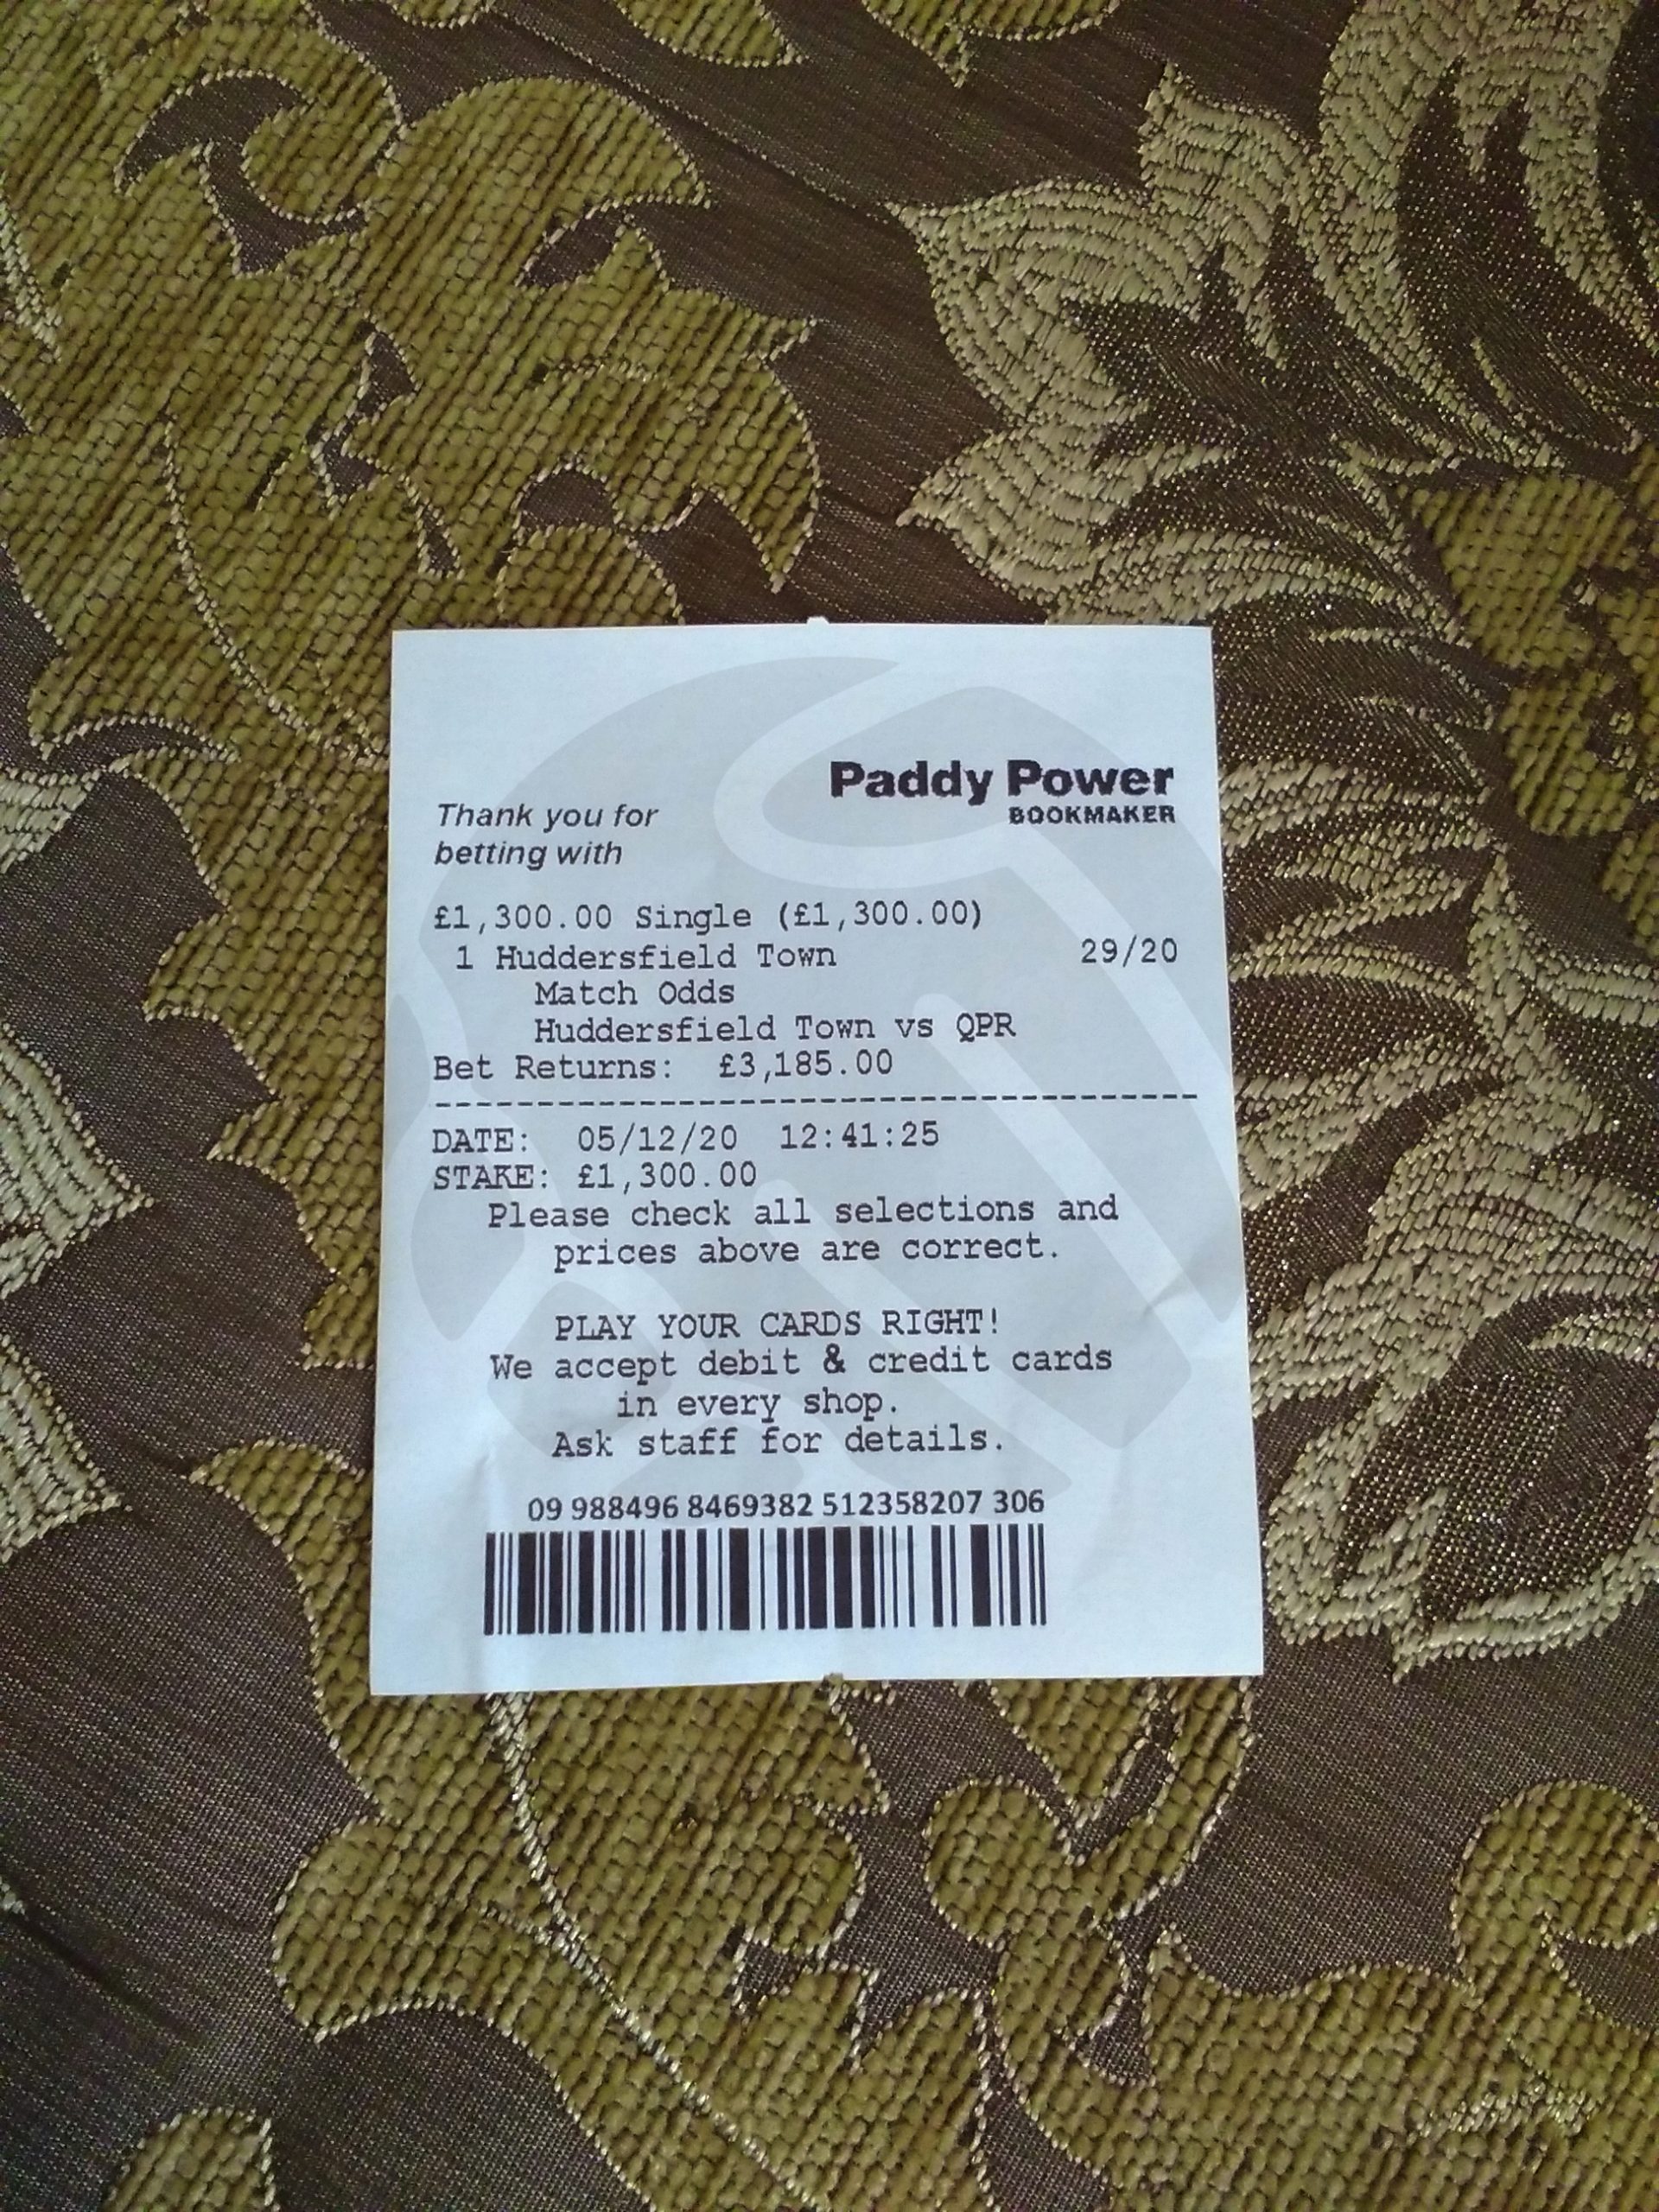 Paddy Power
BOOKMAKER
Thank you for
betting with
£1,300.00 Single (£1,300.00)
1 Huddersfield Town 29/20
Match Odds
Huddersfield Town vs QPR
Bet Returns: £3,185.00
DATE: 05/12/20 12:41:25
STAKE: £1,300.00
Please check all selections and
prices above are correct.
PLAY YOUR CARDS RIGHT!
We accept debit & credit cards
in every shop.
Ask staff for details.
09 988496 8469382 512358207 306